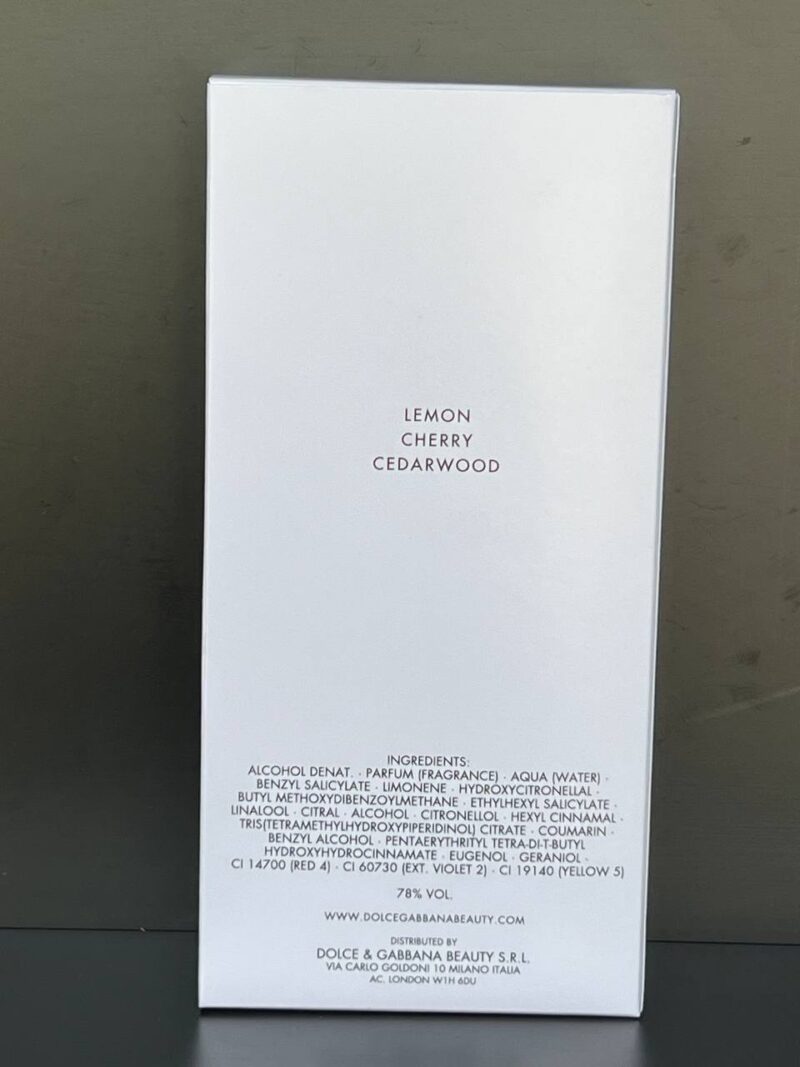 LEMON
CHERRY
CEDARWOOD
INGREDIENTS:
ALCOHOL DENAT. · PARFUM (FRAGRANCE) · AQUA (WATER) ·
BENZYL SALICYLATE · LIMONENE · HYDROXYCITRONELLAL ·
BUTYL METHOXYDIBENZOYLMETHANE · ETHYLHEXYL SALICYLATE ·
LINALOOL · CITRAL · ALCOHOL · CITRONELLOL · HEXYL CINNAMAL ·
TRIS(TETRAMETHYLHYDROXYPIPERIDINOL) CITRATE · COUMARIN ·
BENZYL ALCOHOL · PENTAERYTHRITYL TETRA-DI-T-BUTYL
HYDROXYHYDROCINNAMATE · EUGENOL · GERANIOL ·
CI 14700 (RED 4) · CI 60730 (EXT. VIOLET 2) · CI 19140 (YELLOW 5)
78% VOL.
WWW.DOLCEGABBANABEAUTY.COM
DISTRIBUTED BY
DOLCE & GABBANA BEAUTY S.R.L.
VIA CARLO GOLDONI 10 MILANO ITALIA
AC. LONDON W1H 6DU